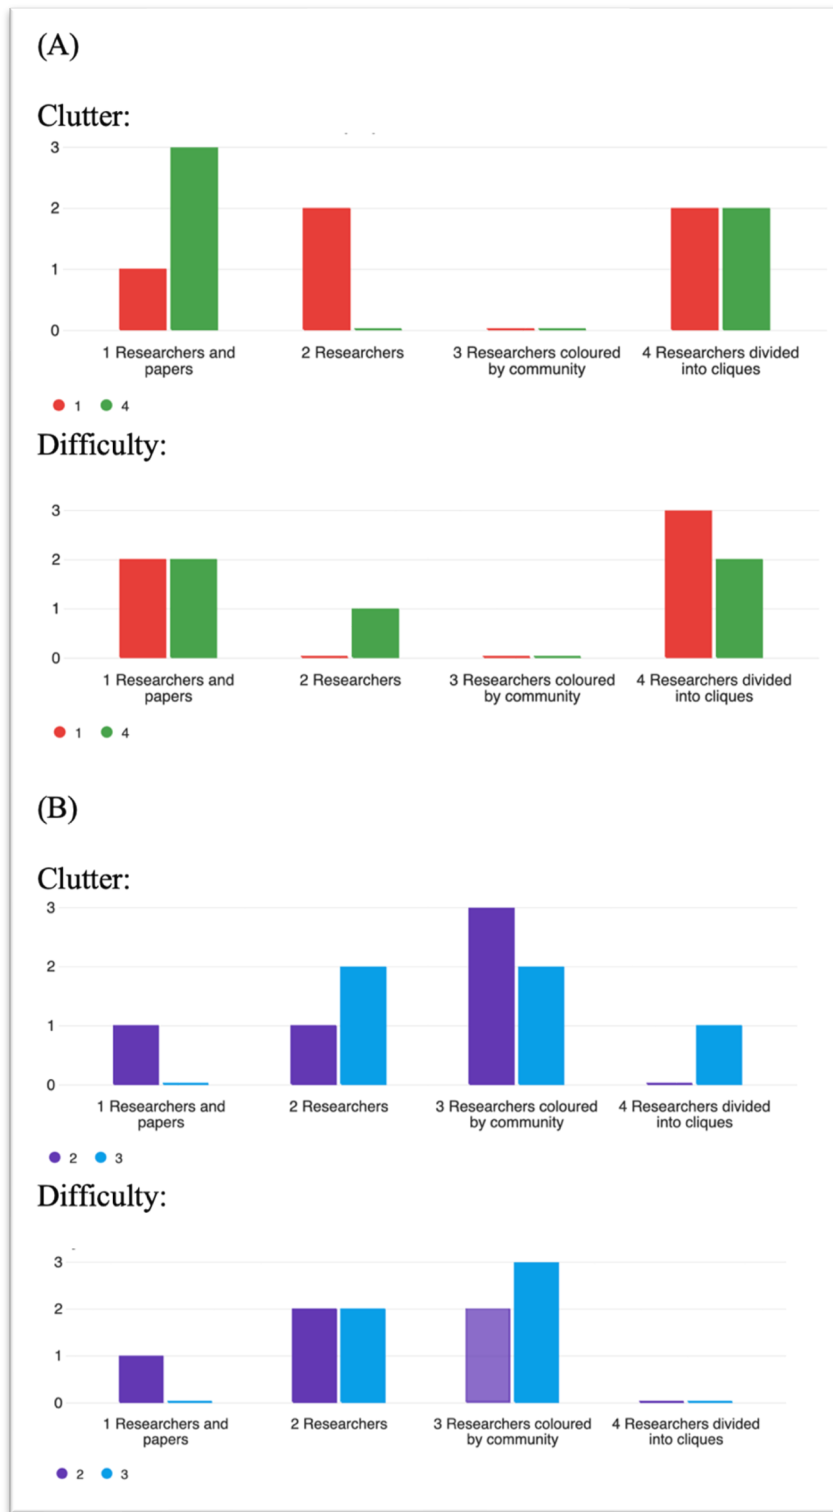 (A)
Clutter:
3
2
1
0
1 Researchers and
papers
2 Researchers
3 Researchers coloured
by community
4 Researchers divided
into cliques
1 4
Difficulty:
3
2
1
0
1 Researchers and
papers
2 Researchers
3 Researchers coloured
by community
4 Researchers divided
into cliques
1 4
(B)
Clutter:
3
2
1
0
1 Researchers and
papers
2 Researchers
3 Researchers coloured
by community
4 Researchers divided
into cliques
2 3
Difficulty:
3
2
1
0
1 Researchers and
papers
2 Researchers
3 Researchers coloured
by community
4 Researchers divided
into cliques
2 3